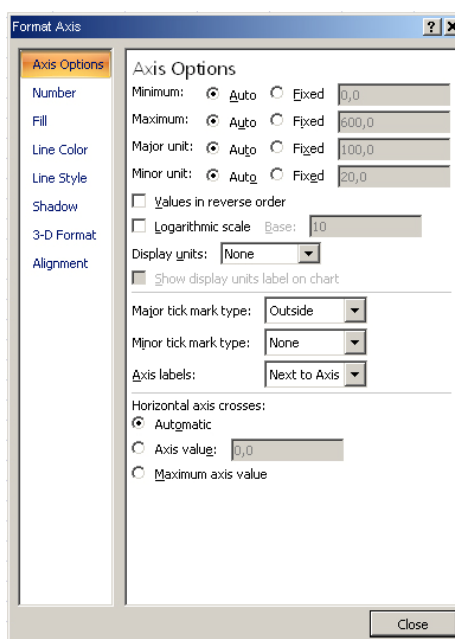 Format Axis
Axis Options
Number
Fill
Line Color
Line Style
Shadow
3-D Format
Alignment
Axis Options
Minimum: Auto Fixed 0,0
Maximum: Auto Fixed 600,0
Major unit: Auto Fixed 100,0
Minor unit: Auto Fixed 20,0
Values in reverse order
Logarithmic scale Base: 10
Display units: None
Show display units label on chart
Major tick mark type: Outside
Minor tick mark type: None
Axis labels: Next to Axis
Horizontal axis crosses:
Automatic
Axis value: 0,0
Maximum axis value
Close